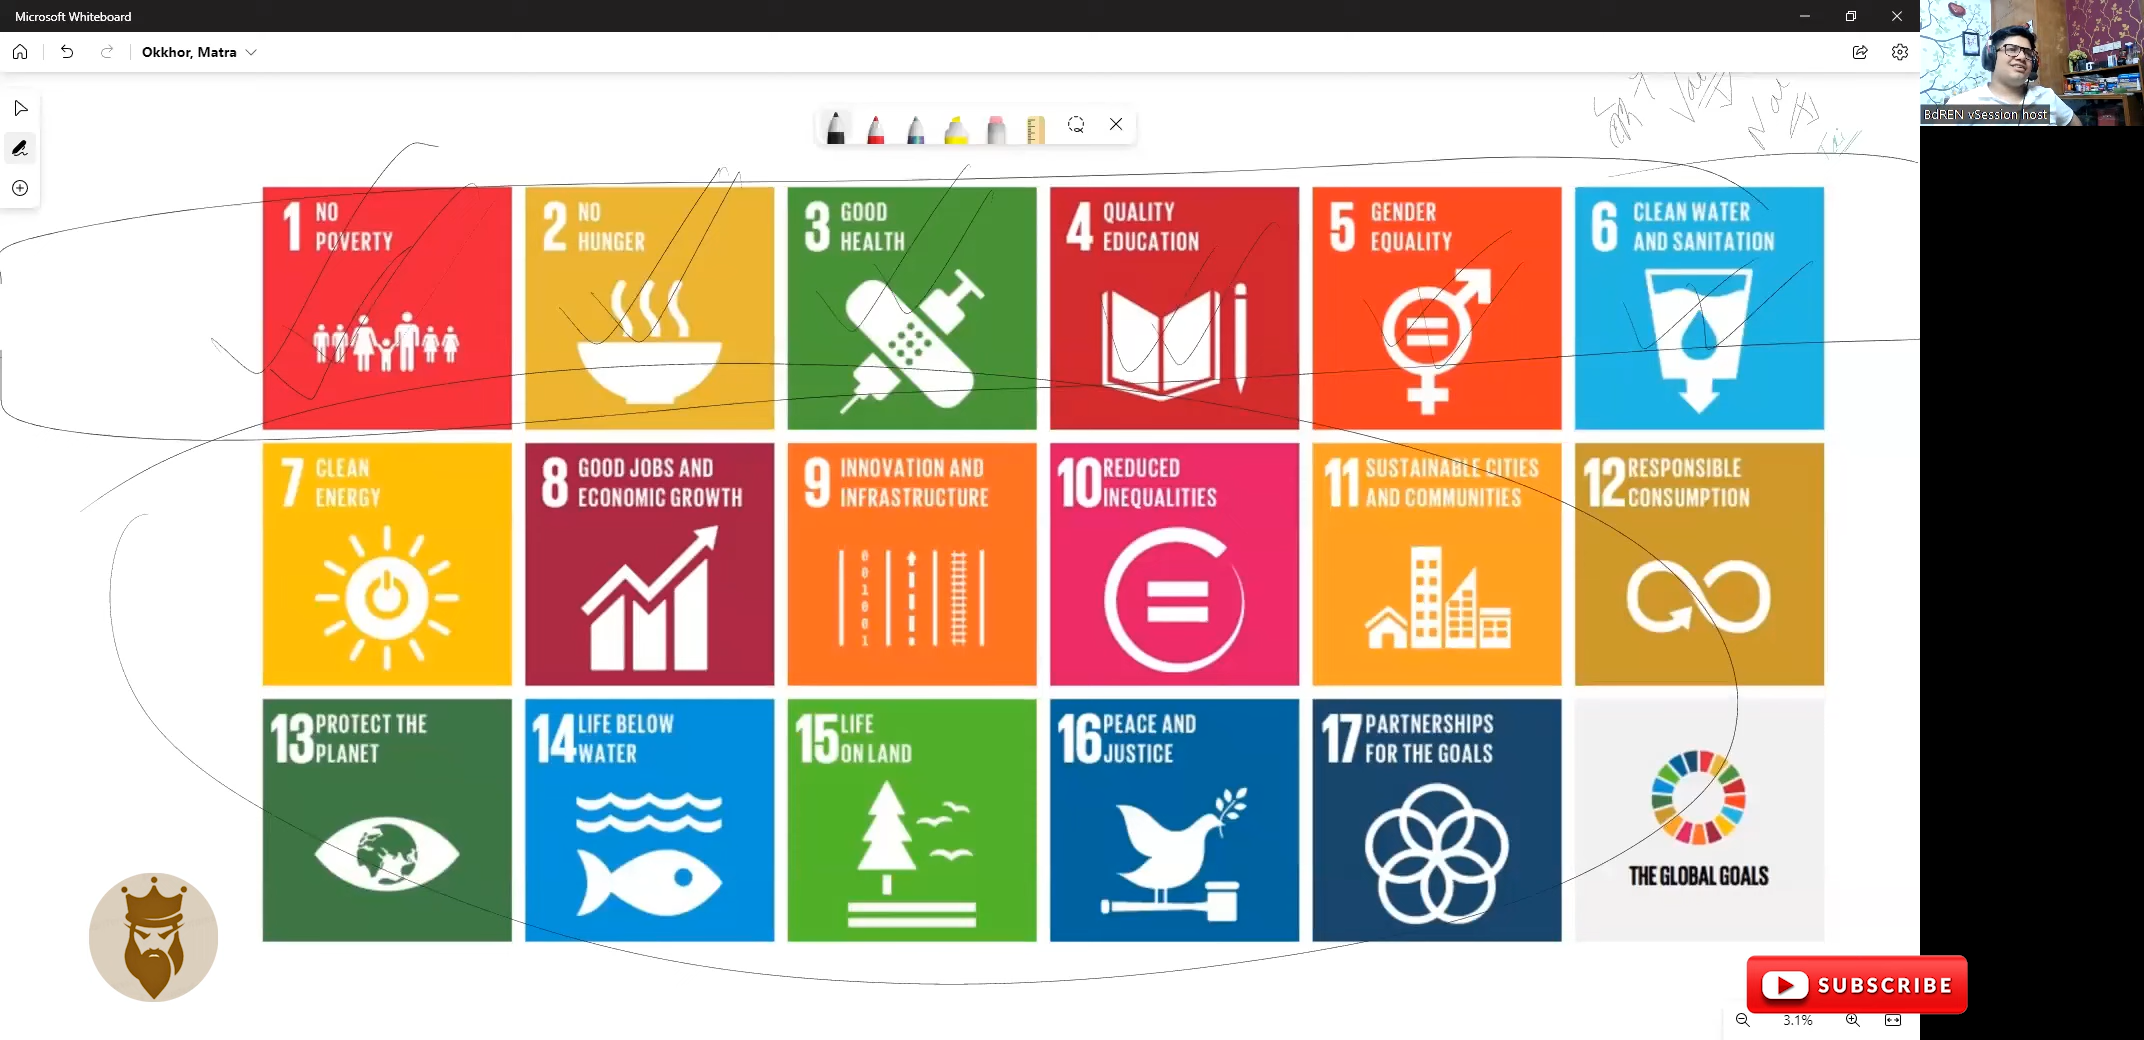 Microsoft Whiteboard
Okkhor, Matra
BdREN vSession host
1 NO POVERTY
2 NO HUNGER
3 GOOD HEALTH
4 QUALITY EDUCATION
5 GENDER EQUALITY
6 CLEAN WATER AND SANITATION
7 CLEAN ENERGY
8 GOOD JOBS AND ECONOMIC GROWTH
9 INNOVATION AND INFRASTRUCTURE
10 REDUCED INEQUALITIES
11 SUSTAINABLE CITIES AND COMMUNITIES
12 RESPONSIBLE CONSUMPTION
13 PROTECT THE PLANET
14 LIFE BELOW WATER
15 LIFE ON LAND
16 PEACE AND JUSTICE
17 PARTNERSHIPS FOR THE GOALS
THE GLOBAL GOALS
SUBSCRIBE
3.1%